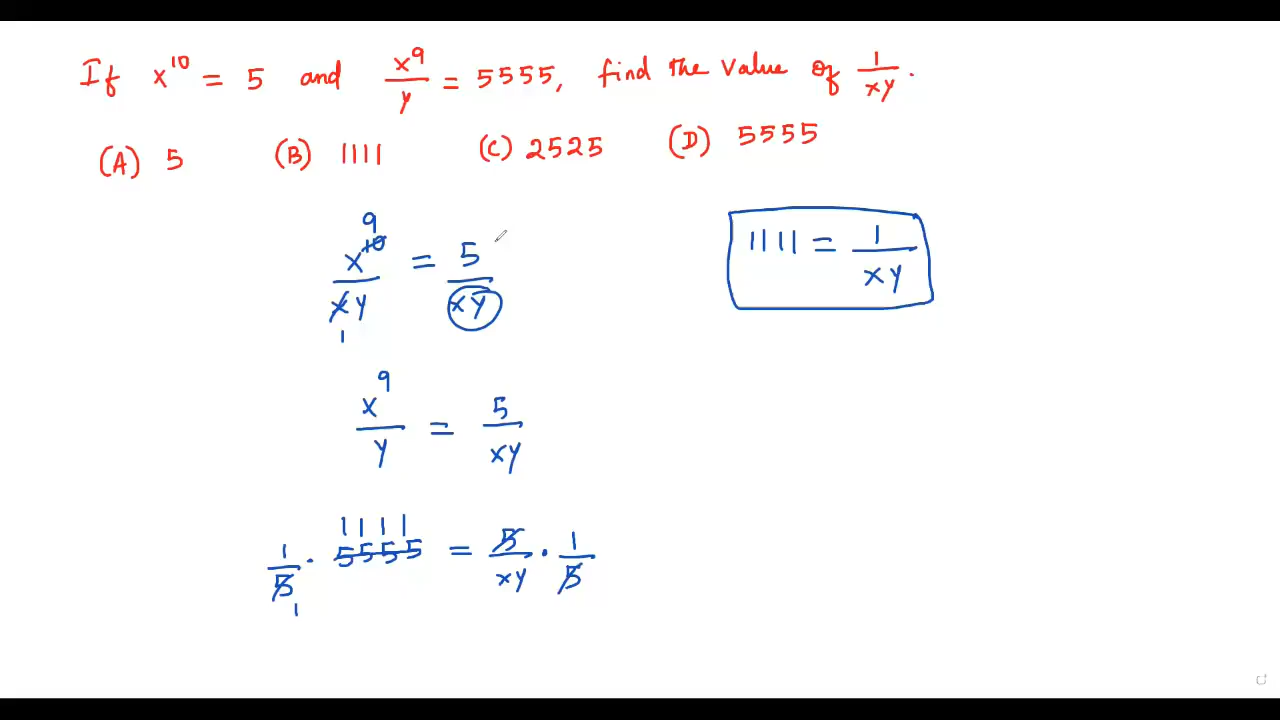 If x^10 = 5 and x^9/y = 5555, find the value of 1/xy.
(A) 5 (B) 1111 (C) 2525 (D) 5555
x^10 9/xy 1 = 5/xy
1111 = 1/xy
x^9/y = 5/xy
1/5 1 · 5555 1111 = 5/xy · 1/5